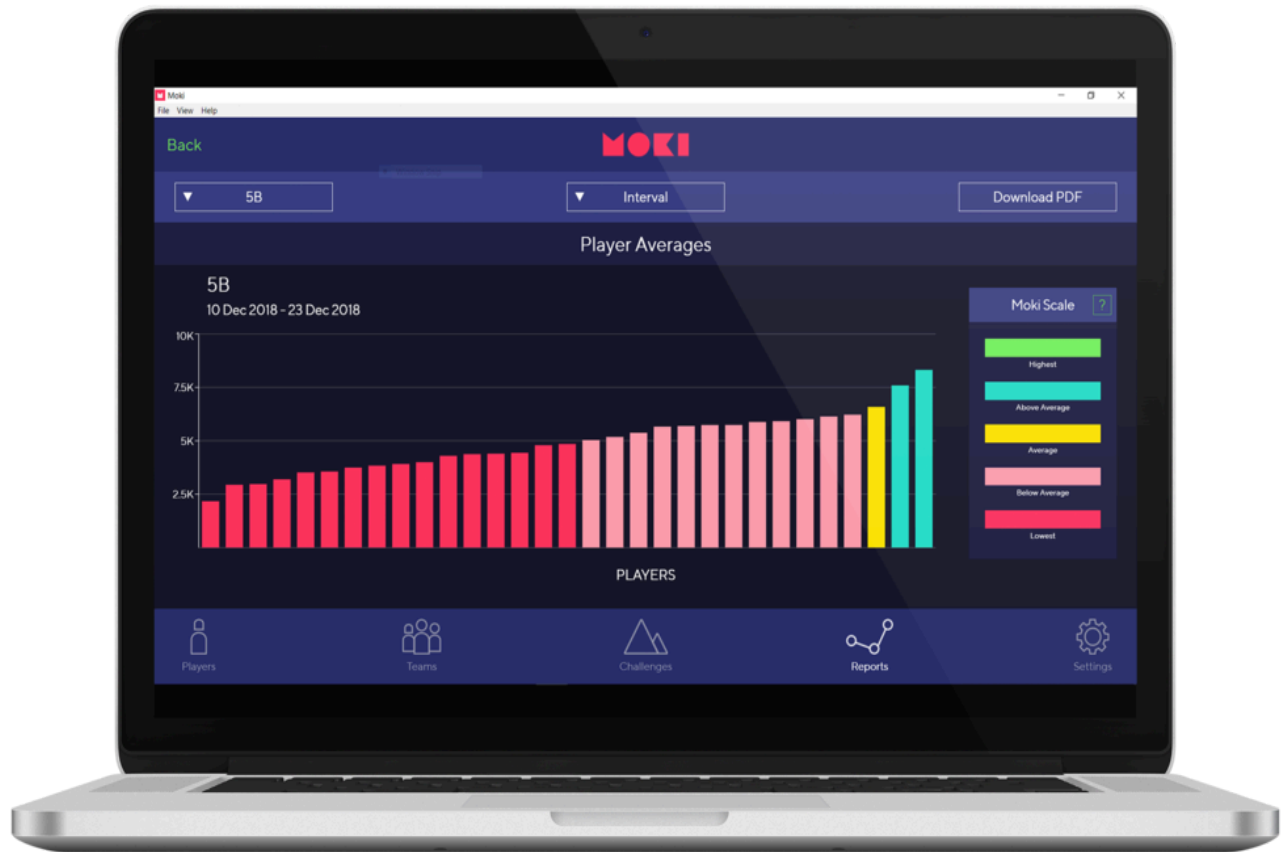 Moki
File View Help
Back
MOKI
5B
Interval
Download PDF
Player Averages
5B
10 Dec 2018 - 23 Dec 2018
Moki Scale ?
10K
7.5K
5K
2.5K
Highest
Above Average
Average
Below Average
Lowest
PLAYERS
Players
Teams
Challenges
Reports
Settings